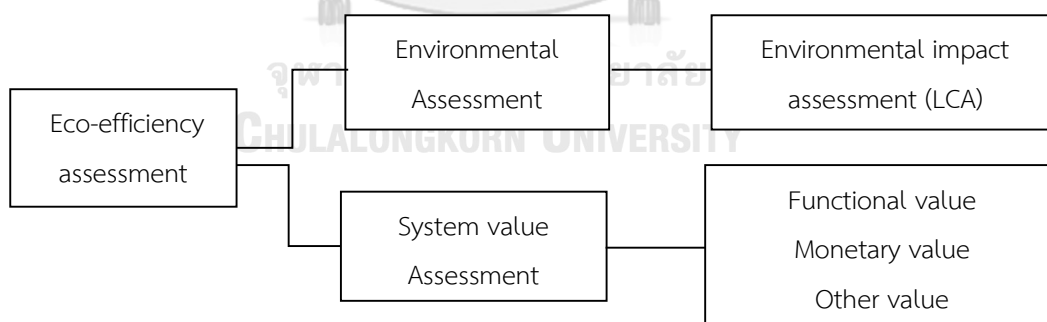 Environmental
Assessment
Environmental impact
assessment (LCA)
Eco-efficiency
assessment
CHULALONGKORN UNIVERSITY
System value
Assessment
Functional value
Monetary value
Other value